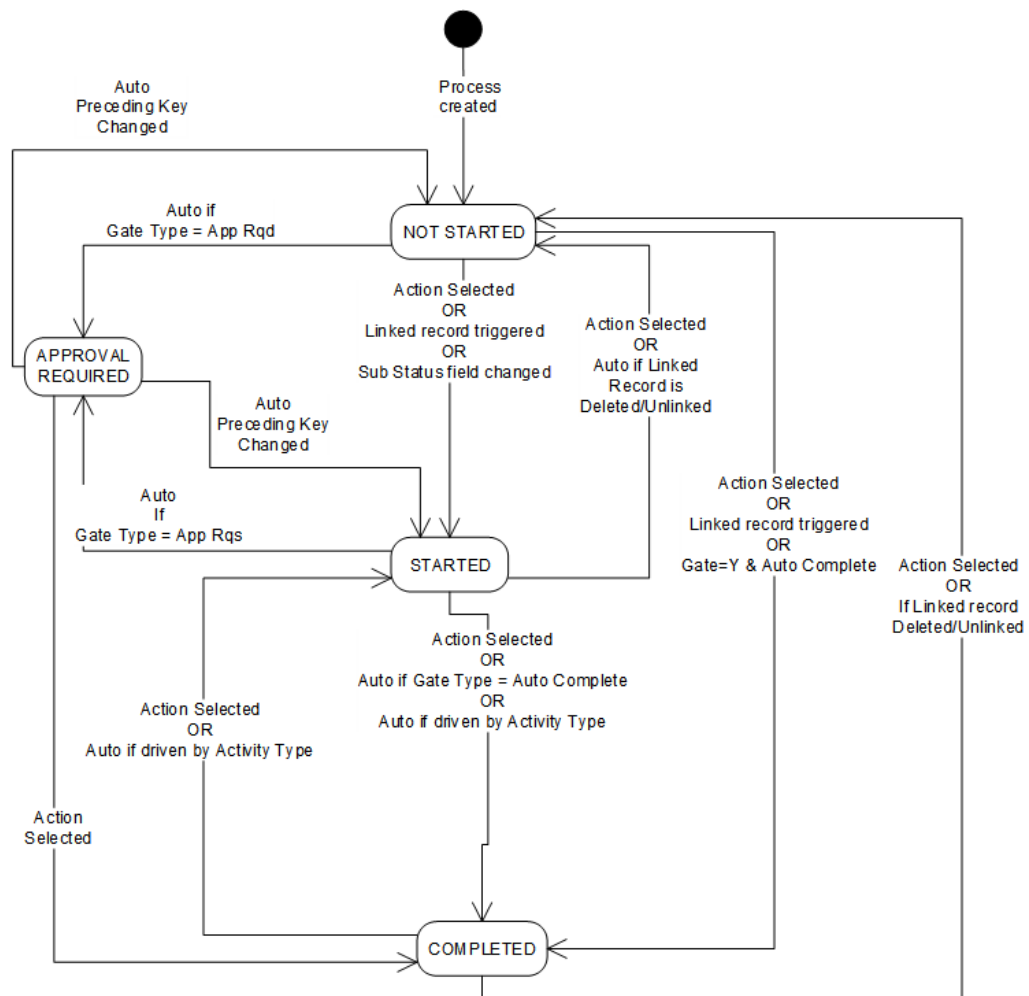 Process
created
Auto
Preceding Key
Changed
NOT STARTED
Auto if
Gate Type = App Rqd
Action Selected
OR
Linked record triggered
OR
Sub Status field changed
Action Selected
OR
Auto if Linked
Record is
Deleted/Unlinked
APPROVAL
REQUIRED
Auto
Preceding Key
Changed
Auto
If
Gate Type = App Rqs
Action Selected
OR
Linked record triggered
OR
Gate=Y & Auto Complete
Action Selected
OR
If Linked record
Deleted/Unlinked
STARTED
Action Selected
OR
Auto if Gate Type = Auto Complete
OR
Auto if driven by Activity Type
Action Selected
OR
Auto if driven by Activity Type
Action
Selected
COMPLETED